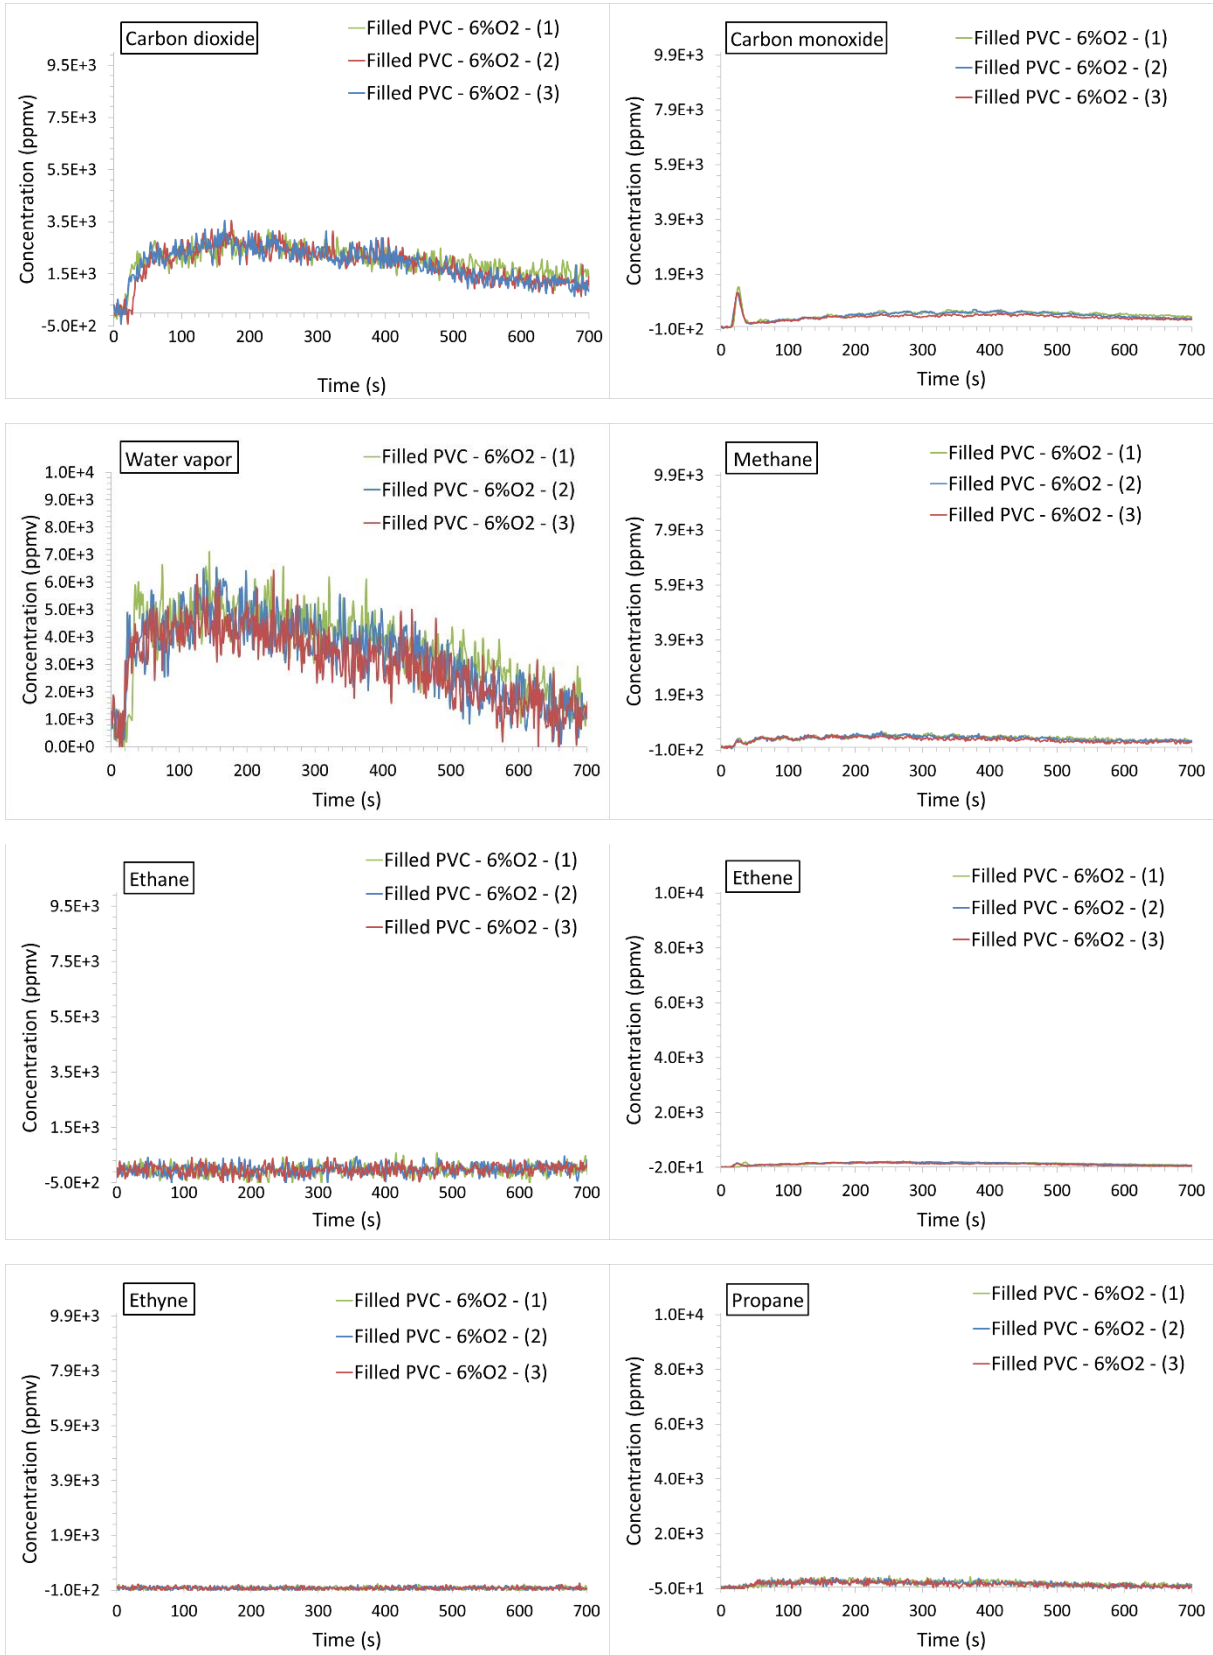 Carbon dioxide
Filled PVC - 6%O2 - (1)
Filled PVC - 6%O2 - (2)
Filled PVC - 6%O2 - (3)
Concentration (ppmv)
9.5E+3
7.5E+3
5.5E+3
3.5E+3
1.5E+3
-5.0E+2
0 100 200 300 400 500 600 700
Time (s)
Carbon monoxide
Filled PVC - 6%O2 - (1)
Filled PVC - 6%O2 - (2)
Filled PVC - 6%O2 - (3)
Concentration (ppmv)
9.9E+3
7.9E+3
5.9E+3
3.9E+3
1.9E+3
-1.0E+2
0 100 200 300 400 500 600 700
Time (s)
Water vapor
Filled PVC - 6%O2 - (1)
Filled PVC - 6%O2 - (2)
Filled PVC - 6%O2 - (3)
Concentration (ppmv)
1.0E+4
9.0E+3
8.0E+3
7.0E+3
6.0E+3
5.0E+3
4.0E+3
3.0E+3
2.0E+3
1.0E+3
0.0E+0
0 100 200 300 400 500 600 700
Time (s)
Methane
Filled PVC - 6%O2 - (1)
Filled PVC - 6%O2 - (2)
Filled PVC - 6%O2 - (3)
Concentration (ppmv)
9.9E+3
7.9E+3
5.9E+3
3.9E+3
1.9E+3
-1.0E+2
0 100 200 300 400 500 600 700
Time (s)
Ethane
Filled PVC - 6%O2 - (1)
Filled PVC - 6%O2 - (2)
Filled PVC - 6%O2 - (3)
Concentration (ppmv)
9.5E+3
7.5E+3
5.5E+3
3.5E+3
1.5E+3
-5.0E+2
0 100 200 300 400 500 600 700
Time (s)
Ethene
Filled PVC - 6%O2 - (1)
Filled PVC - 6%O2 - (2)
Filled PVC - 6%O2 - (3)
Concentration (ppmv)
1.0E+4
8.0E+3
6.0E+3
4.0E+3
2.0E+3
-2.0E+1
0 100 200 300 400 500 600 700
Time (s)
Ethyne
Filled PVC - 6%O2 - (1)
Filled PVC - 6%O2 - (2)
Filled PVC - 6%O2 - (3)
Concentration (ppmv)
9.9E+3
7.9E+3
5.9E+3
3.9E+3
1.9E+3
-1.0E+2
0 100 200 300 400 500 600 700
Time (s)
Propane
Filled PVC - 6%O2 - (1)
Filled PVC - 6%O2 - (2)
Filled PVC - 6%O2 - (3)
Concentration (ppmv)
1.0E+4
8.0E+3
6.0E+3
4.0E+3
2.0E+3
-5.0E+1
0 100 200 300 400 500 600 700
Time (s)